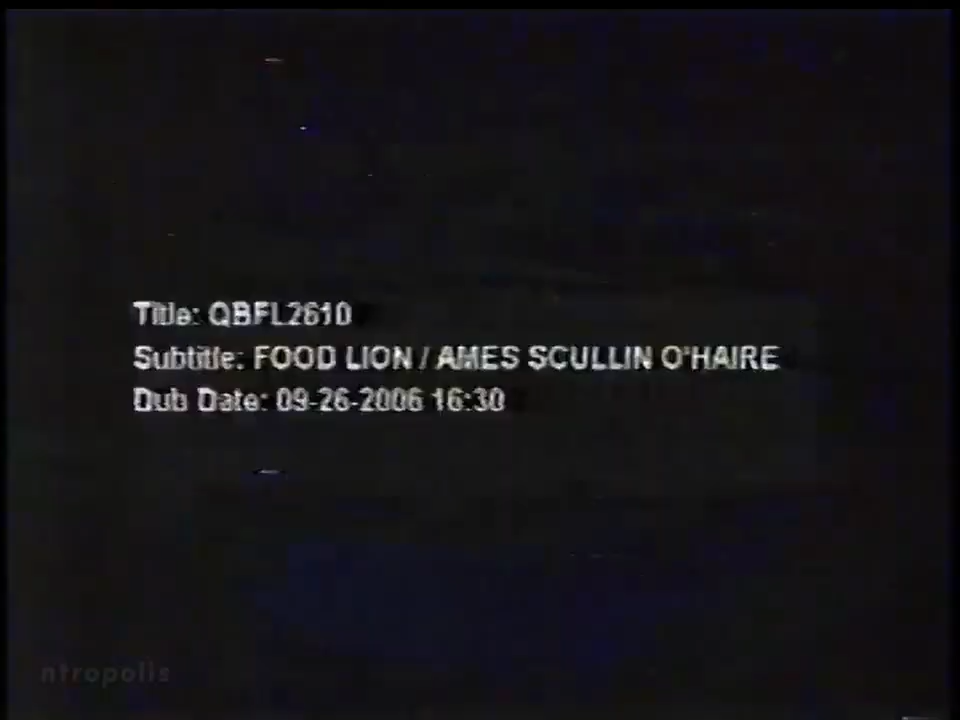 Title: QBFL2610
Subtitle: FOOD LION / AMES SCULLIN O'HAIRE
Dub Date: 09-26-2006 16:30
ntropolis